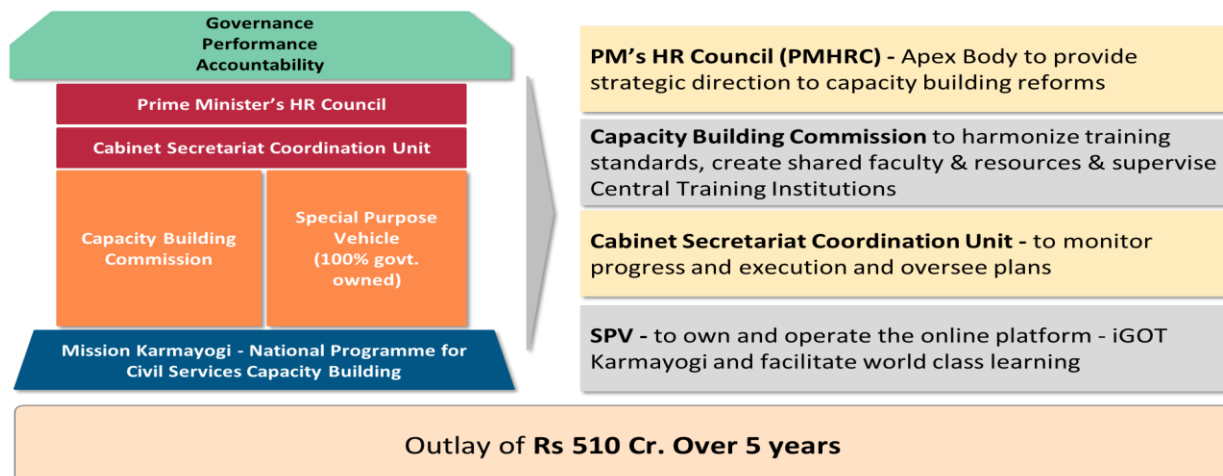 Governance
Performance
Accountability
Prime Minister’s HR Council
Cabinet Secretariat Coordination Unit
Capacity Building
Commission
Special Purpose
Vehicle
(100% govt.
owned)
Mission Karmayogi - National Programme for
Civil Services Capacity Building
PM’s HR Council (PMHRC) - Apex Body to provide
strategic direction to capacity building reforms
Capacity Building Commission to harmonize training
standards, create shared faculty & resources & supervise
Central Training Institutions
Cabinet Secretariat Coordination Unit - to monitor
progress and execution and oversee plans
SPV - to own and operate the online platform - iGOT
Karmayogi and facilitate world class learning
Outlay of Rs 510 Cr. Over 5 years